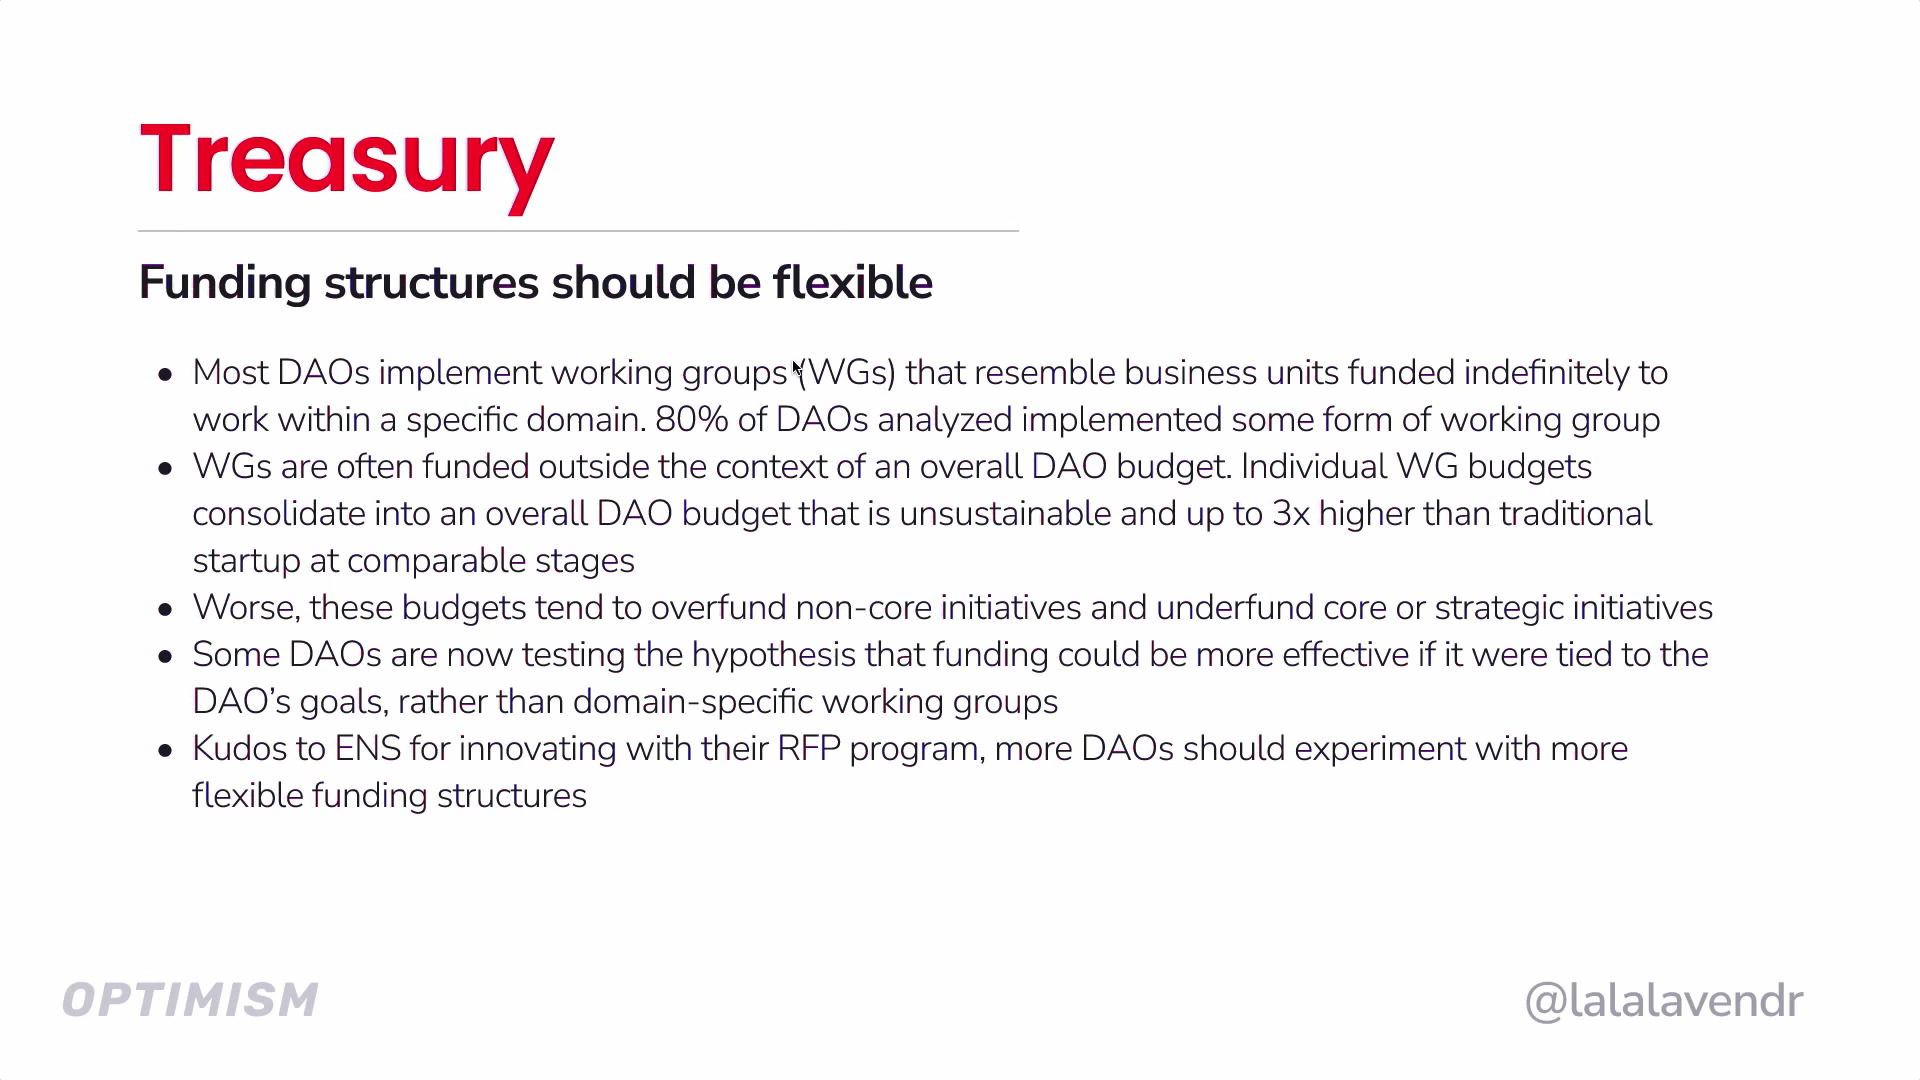 Treasury
Funding structures should be flexible
● Most DAOs implement working groups (WGs) that resemble business units funded indefinitely to
work within a specific domain. 80% of DAOs analyzed implemented some form of working group
● WGs are often funded outside the context of an overall DAO budget. Individual WG budgets
consolidate into an overall DAO budget that is unsustainable and up to 3x higher than traditional
startup at comparable stages
● Worse, these budgets tend to overfund non-core initiatives and underfund core or strategic initiatives
● Some DAOs are now testing the hypothesis that funding could be more effective if it were tied to the
DAO’s goals, rather than domain-specific working groups
● Kudos to ENS for innovating with their RFP program, more DAOs should experiment with more
flexible funding structures
OPTIMISM
@lalalavendr